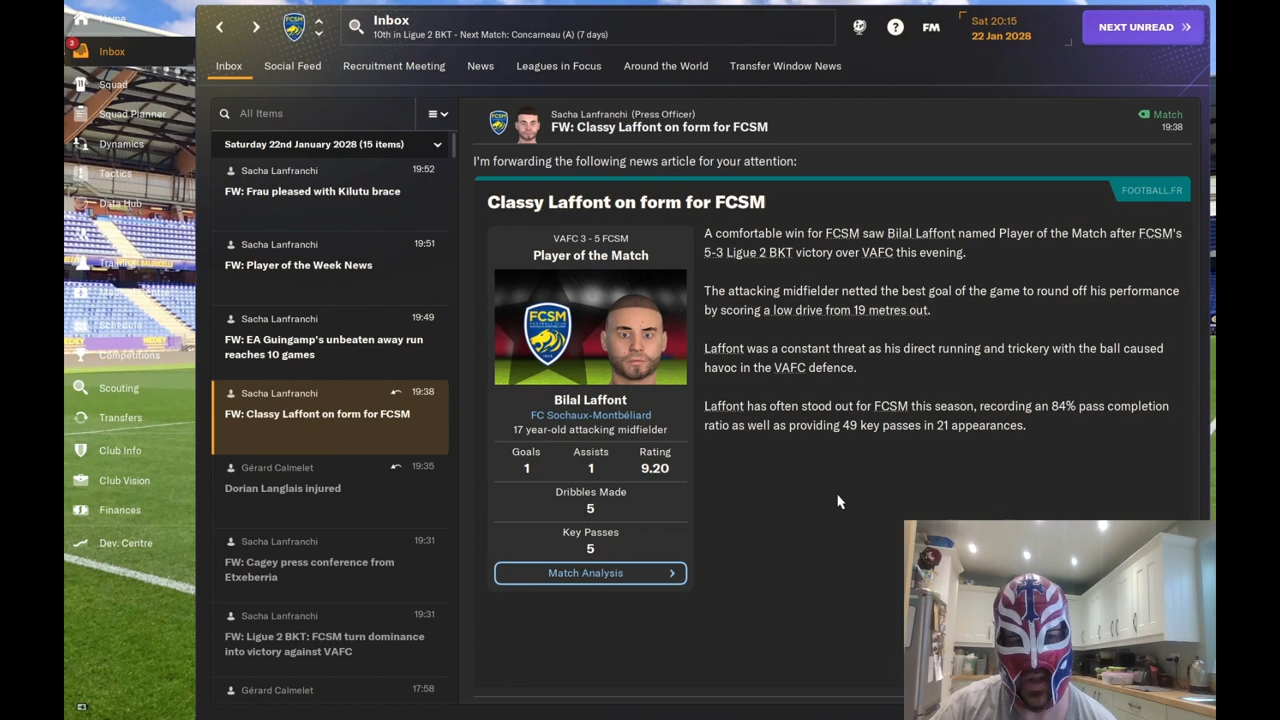 Home
3
Inbox
Squad
Squad Planner
Dynamics
Tactics
Data Hub
Schedule
Competitions
Scouting
Transfers
Club Info
Club Vision
Finances
Dev. Centre
FCSM
Inbox
10th in Ligue 2 BKT - Next Match: Concarneau (A) (7 days)
?
FM
Sat 20:15
22 Jan 2028
NEXT UNREAD
Inbox
Social Feed
Recruitment Meeting
News
Leagues in Focus
Around the World
Transfer Window News
All Items
Saturday 22nd January 2028 (15 items)
Sacha Lanfranchi 19:52
FW: Frau pleased with Kilutu brace
Sacha Lanfranchi 19:51
FW: Player of the Week News
Sacha Lanfranchi 19:49
FW: EA Guingamp's unbeaten away run
reaches 10 games
Sacha Lanfranchi 19:38
FW: Classy Laffont on form for FCSM
Gérard Calmelet 19:35
Dorian Langlais injured
Sacha Lanfranchi 19:31
FW: Cagey press conference from
Etxeberria
Sacha Lanfranchi 19:31
FW: Ligue 2 BKT: FCSM turn dominance
into victory against VAFC
Gérard Calmelet 17:58
Sacha Lanfranchi (Press Officer)
FW: Classy Laffont on form for FCSM
Match
19:38
I'm forwarding the following news article for your attention:
FOOTBALL.FR
Classy Laffont on form for FCSM
VAFC 3 - 5 FCSM
Player of the Match
FCSM
Bilal Laffont
FC Sochaux-Montbéliard
17 year-old attacking midfielder
Goals Assists Rating
1 1 9.20
Dribbles Made
5
Key Passes
5
Match Analysis
A comfortable win for FCSM saw Bilal Laffont named Player of the Match after FCSM's
5-3 Ligue 2 BKT victory over VAFC this evening.
The attacking midfielder netted the best goal of the game to round off his performance
by scoring a low drive from 19 metres out.
Laffont was a constant threat as his direct running and trickery with the ball caused
havoc in the VAFC defence.
Laffont has often stood out for FCSM this season, recording an 84% pass completion
ratio as well as providing 49 key passes in 21 appearances.